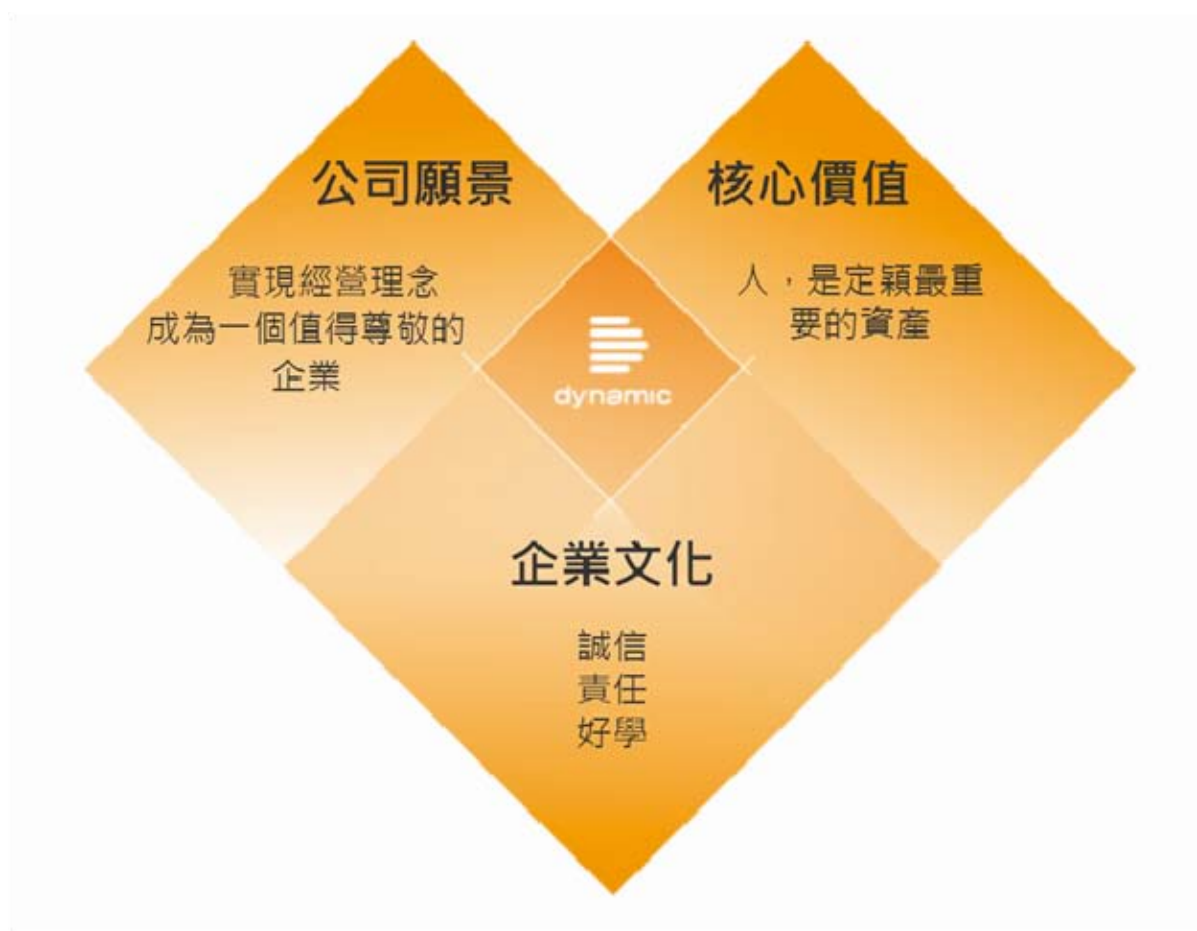 公司願景
實現經營理念
成為一個值得尊敬的
企業
核心價值
人，是定穎最重
要的資產
dynamic
企業文化
誠信
責任
好學